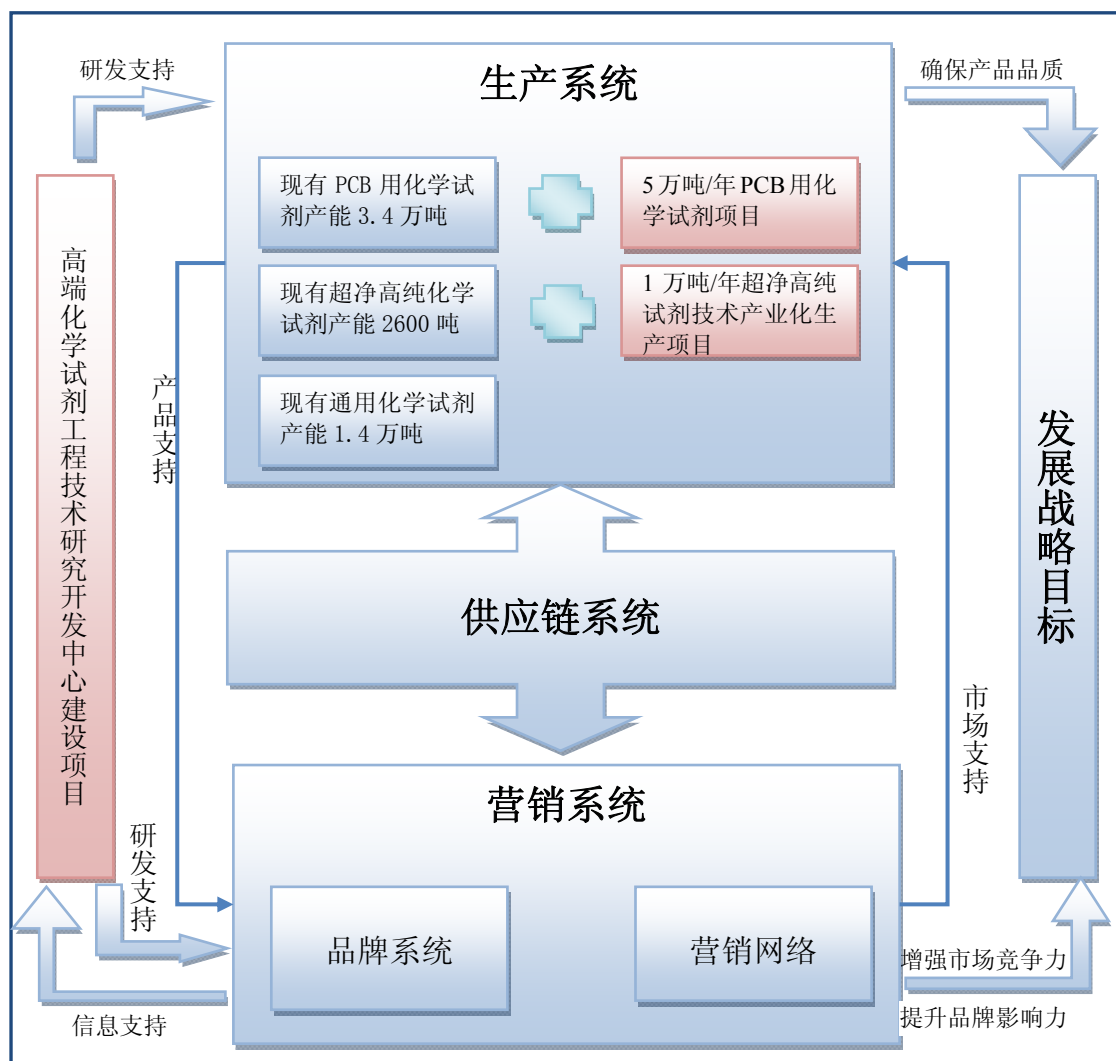 研发支持
生产系统
确保产品品质
现有 PCB 用化学试
剂产能 3.4 万吨
5万吨/年 PCB 用化
学试剂项目
现有超净高纯化学
试剂产能 2600 吨
1 万吨/年超净高纯
试剂技术产业化生
产项目
现有通用化学试剂
产能 1.4 万吨
高端化学试剂工程技术研究开发中心建设项目
产品支持
发展战略目标
供应链系统
市场支持
营销系统
研发支持
品牌系统
营销网络
增强市场竞争力
信息支持
提升品牌影响力